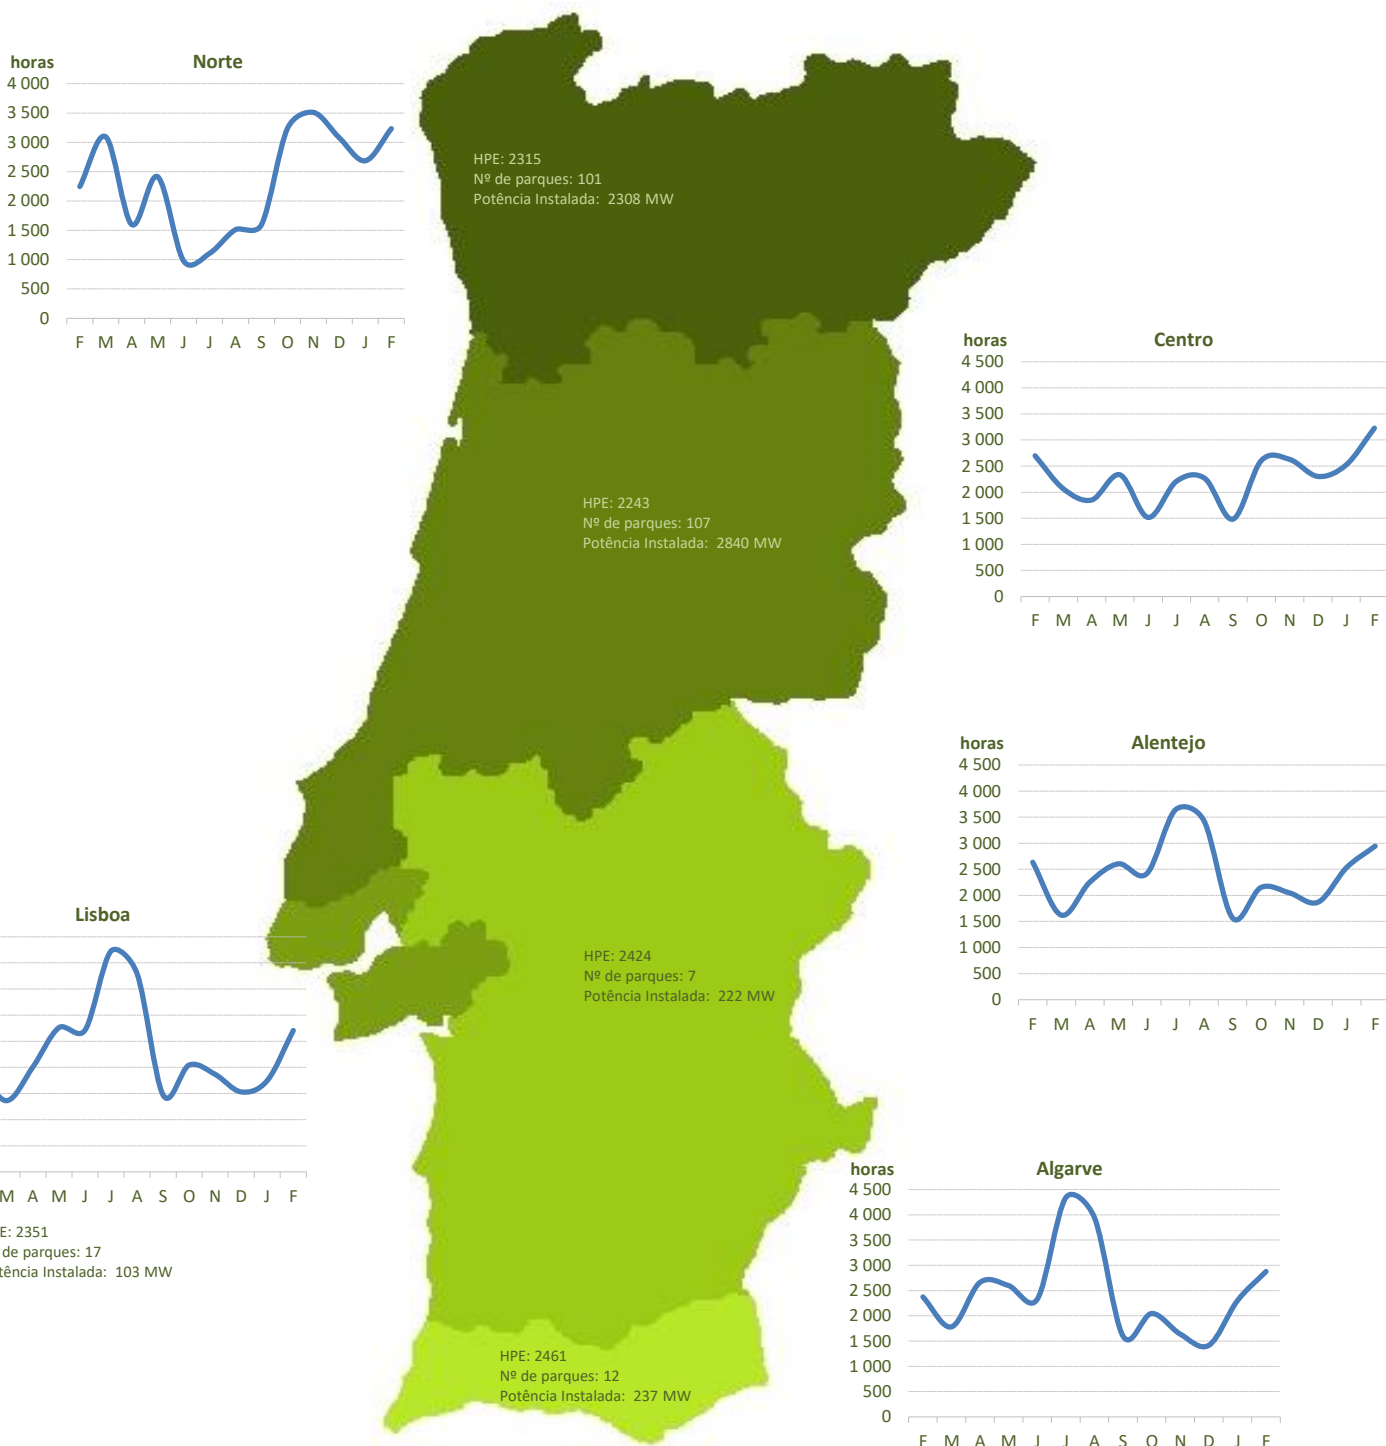 Norte
horas
4 000
3 500
3 000
2 500
2 000
1 500
1 000
500
0
F M A M J J A S O N D J F
HPE: 2315
Nº de parques: 101
Potência Instalada: 2308 MW
Centro
horas
4 500
4 000
3 500
3 000
2 500
2 000
1 500
1 000
500
0
F M A M J J A S O N D J F
HPE: 2243
Nº de parques: 107
Potência Instalada: 2840 MW
Alentejo
horas
4 500
4 000
3 500
3 000
2 500
2 000
1 500
1 000
500
0
F M A M J J A S O N D J F
Lisboa
M A M J J A S O N D J F
E: 2351
de parques: 17
tência Instalada: 103 MW
HPE: 2424
Nº de parques: 7
Potência Instalada: 222 MW
Algarve
horas
4 500
4 000
3 500
3 000
2 500
2 000
1 500
1 000
500
0
F M A M J J A S O N D J F
HPE: 2461
Nº de parques: 12
Potência Instalada: 237 MW